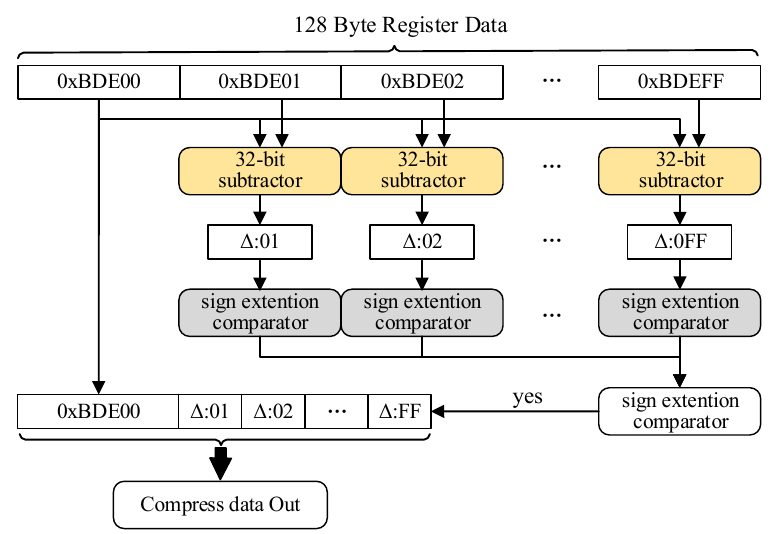 128 Byte Register Data
0xBDE00 0xBDE01 0xBDE02 ... 0xBDEFF
32-bit subtractor 32-bit subtractor ... 32-bit subtractor
Δ:01 Δ:02 ... Δ:0FF
sign extention comparator sign extention comparator ... sign extention comparator
0xBDE00 Δ:01 Δ:02 ... Δ:FF yes sign extention comparator
Compress data Out